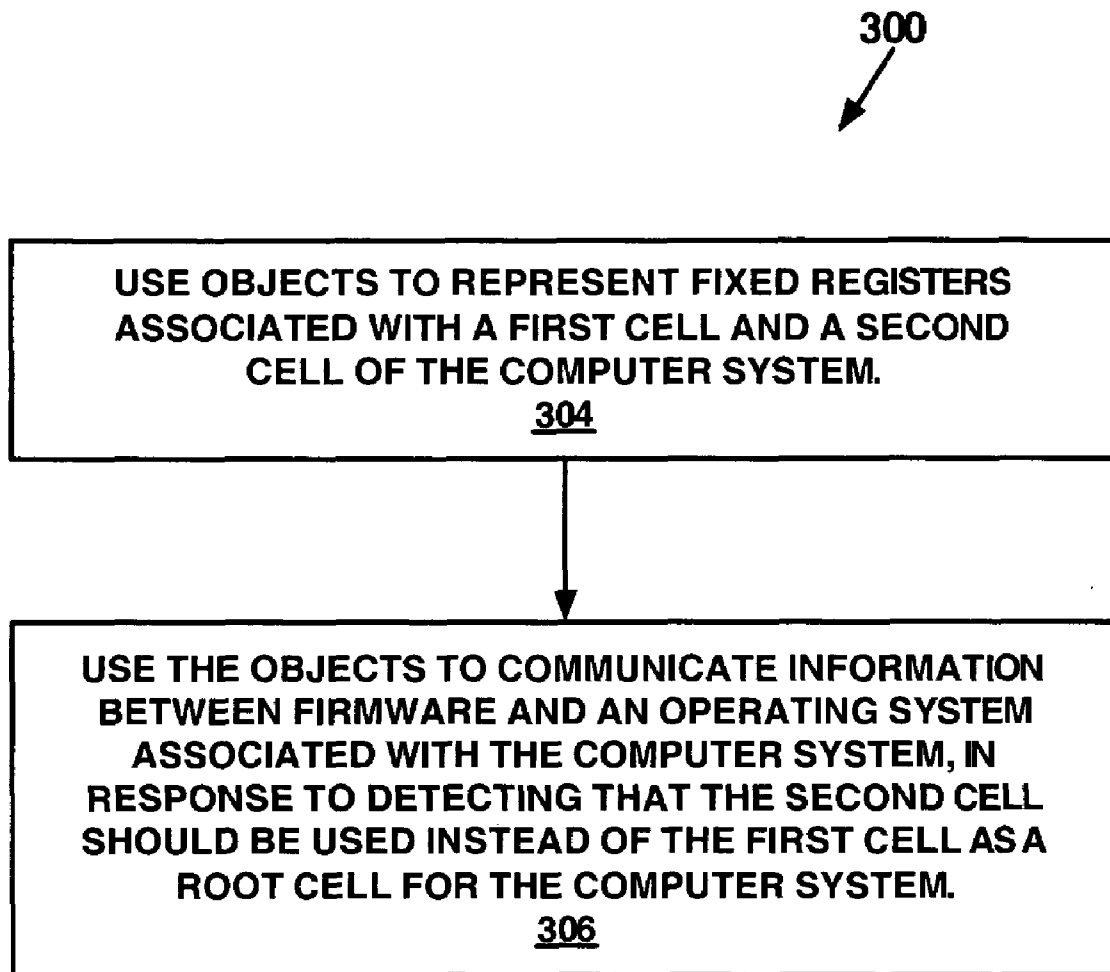 300
USE OBJECTS TO REPRESENT FIXED REGISTERS
ASSOCIATED WITH A FIRST CELL AND A SECOND
CELL OF THE COMPUTER SYSTEM.
304
USE THE OBJECTS TO COMMUNICATE INFORMATION
BETWEEN FIRMWARE AND AN OPERATING SYSTEM
ASSOCIATED WITH THE COMPUTER SYSTEM, IN
RESPONSE TO DETECTING THAT THE SECOND CELL
SHOULD BE USED INSTEAD OF THE FIRST CELL AS A
ROOT CELL FOR THE COMPUTER SYSTEM.
306